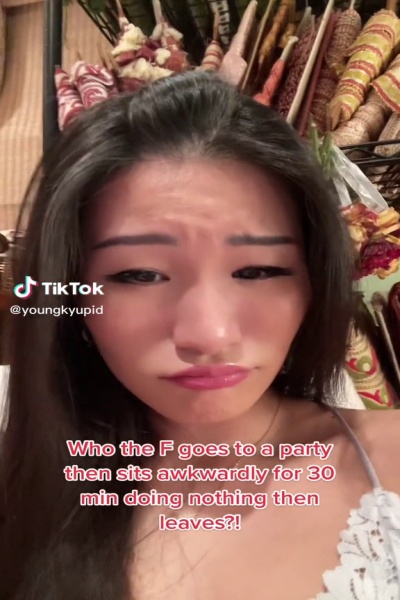 TikTok
@youngkyupid
Who the F goes to a party
then sits awkwardly for 30
min doing nothing then
leaves?!